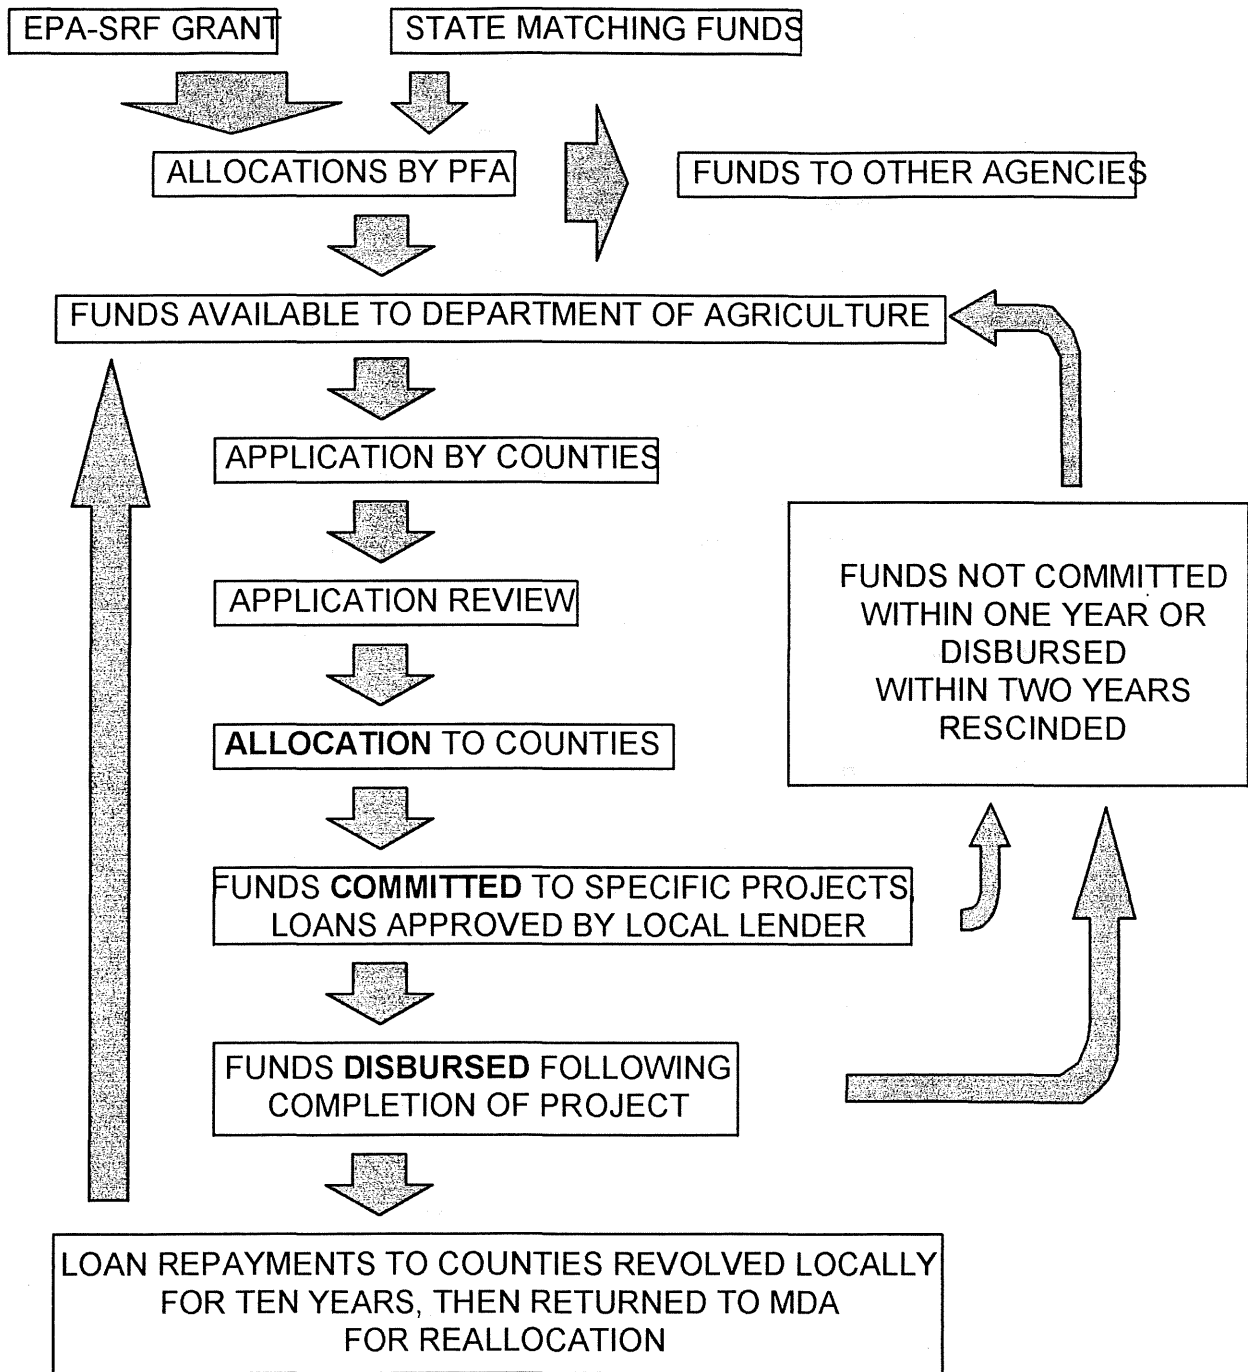 EPA-SRF GRANT
STATE MATCHING FUNDS
ALLOCATIONS BY PFA
FUNDS TO OTHER AGENCIES
FUNDS AVAILABLE TO DEPARTMENT OF AGRICULTURE
APPLICATION BY COUNTIES
APPLICATION REVIEW
ALLOCATION TO COUNTIES
FUNDS COMMITTED TO SPECIFIC PROJECTS
LOANS APPROVED BY LOCAL LENDER
FUNDS DISBURSED FOLLOWING
COMPLETION OF PROJECT
LOAN REPAYMENTS TO COUNTIES REVOLVED LOCALLY
FOR TEN YEARS, THEN RETURNED TO MDA
FOR REALLOCATION
FUNDS NOT COMMITTED
WITHIN ONE YEAR OR
DISBURSED
WITHIN TWO YEARS
RESCINDED